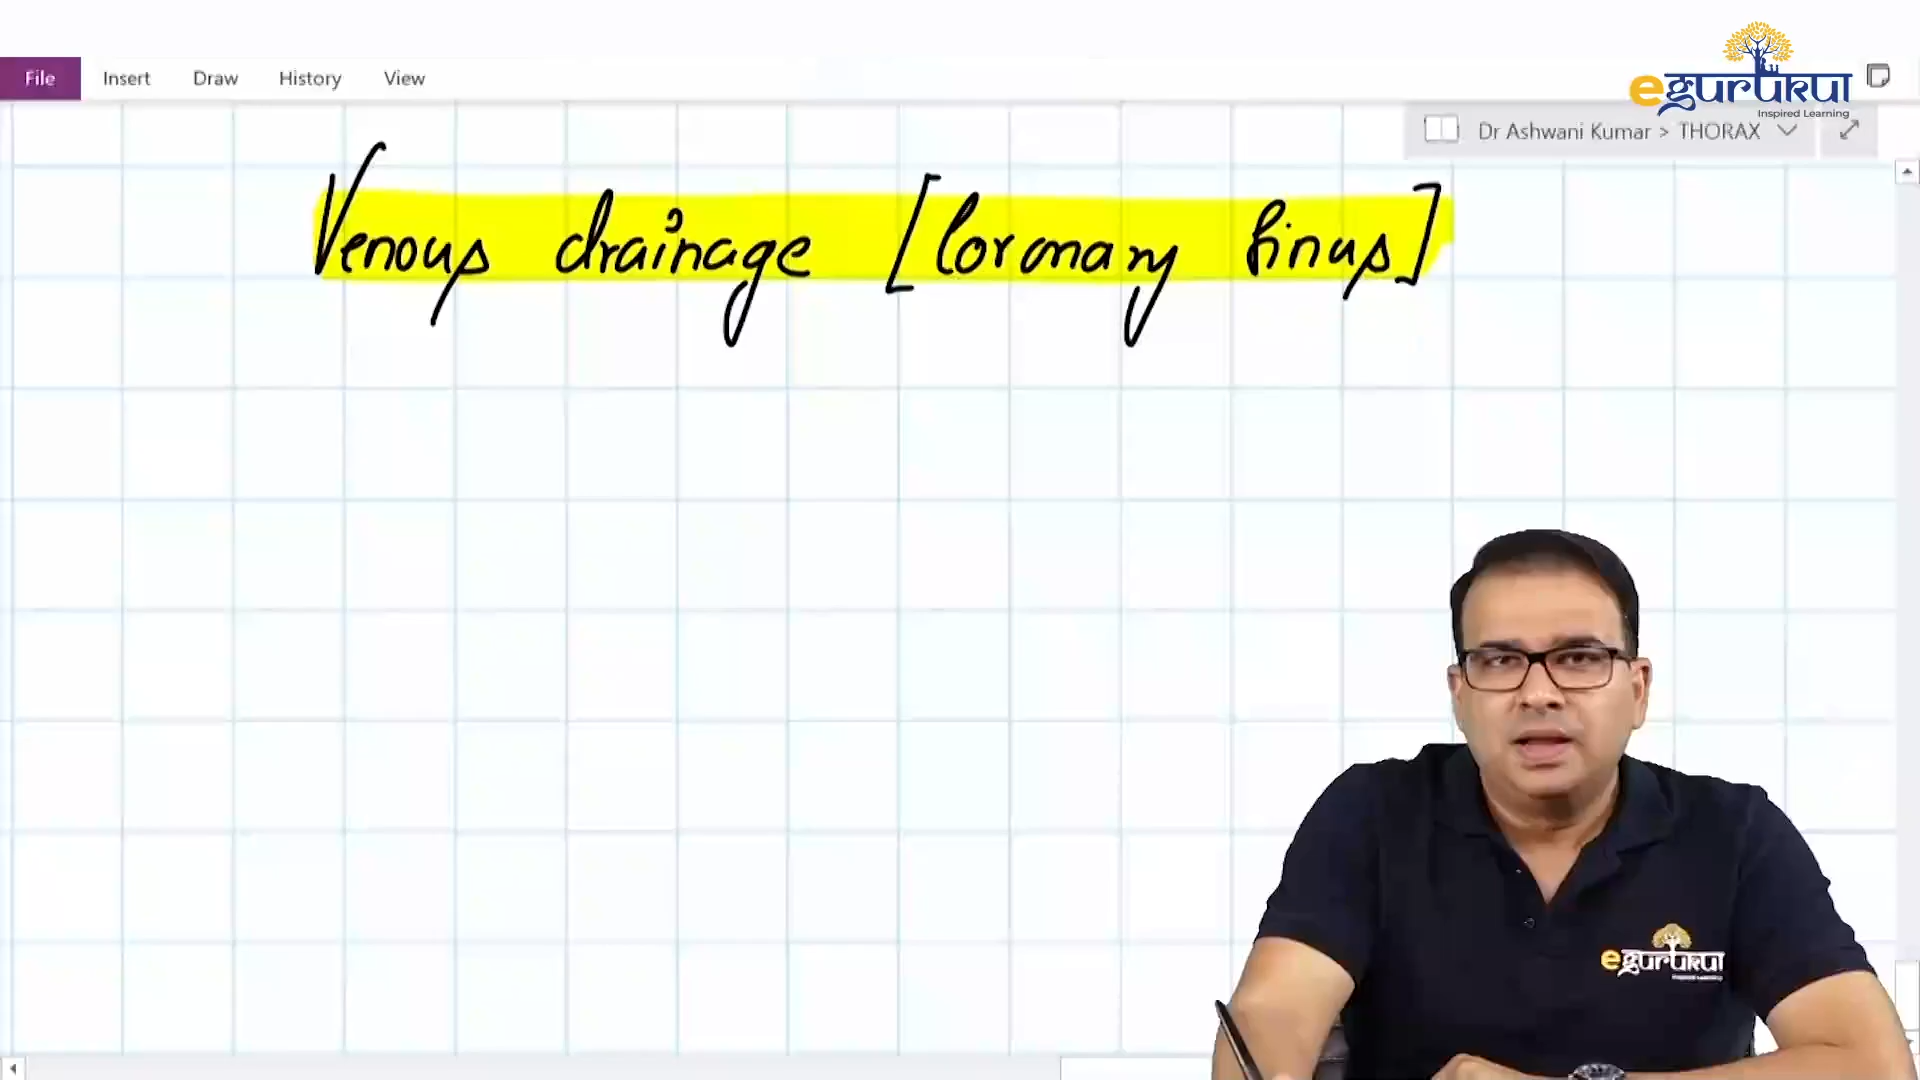 egurukul
Inspired Learning
File Insert Draw History View
Dr Ashwani Kumar > THORAX
Venous drainage [Coronary Sinus]
egurukul